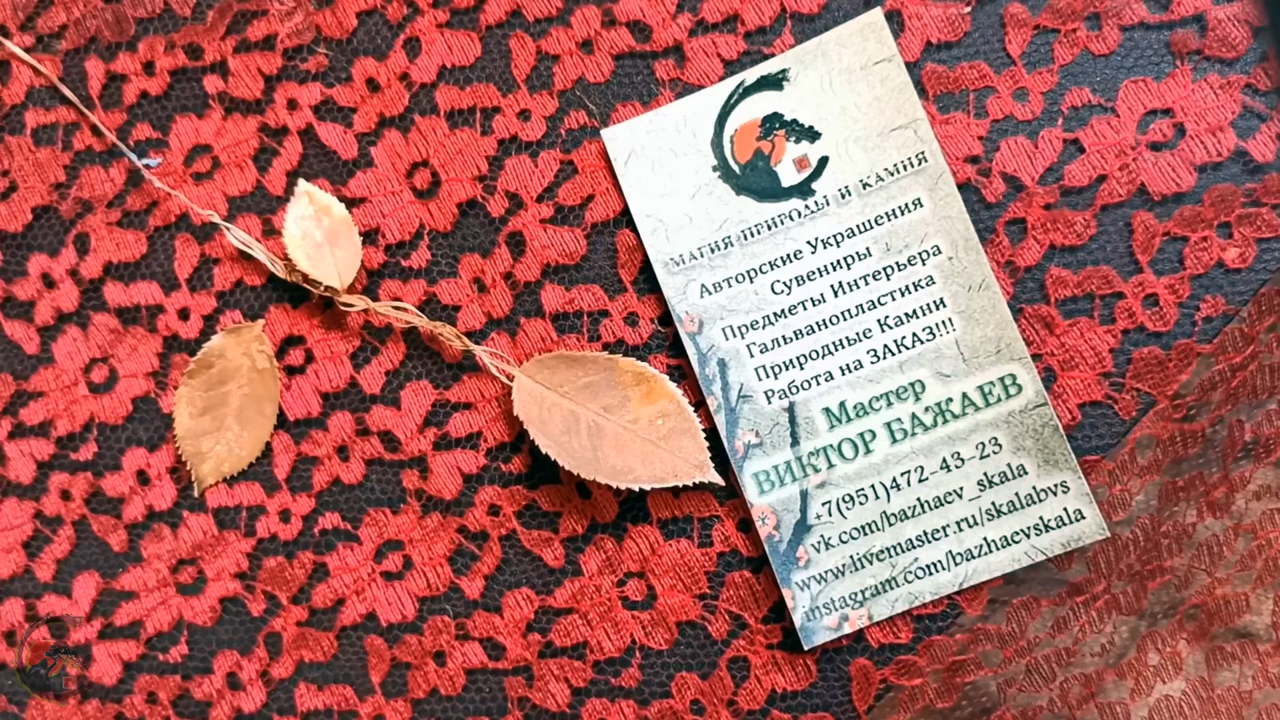 МАГИЯ ПРИРОДЫ И КАМНЯ
Авторские Украшения
Сувениры
Предметы Интерьера
Гальванопластика
Природные Камни
Работа на ЗАКАЗ!!!
Мастер
ВИКТОР БАЖАЕВ
+7(951)472-43-23
vk.com/bazhaev_skala
www.livemaster.ru/skalabvs
instagram.com/bazhaevskala